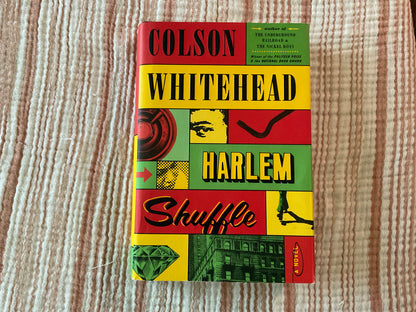 COLSON
author of
THE UNDERGROUND
RAILROAD &
THE NICKEL BOYS
Winner of the PULITZER PRIZE
& the NATIONAL BOOK AWARD
WHITEHEAD
HARLEM
Shuffle
A NOVEL